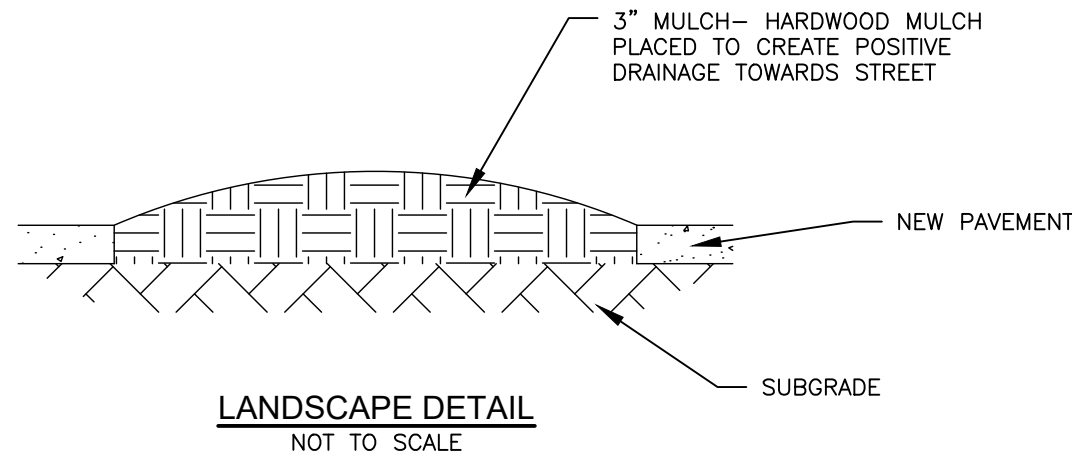 3" MULCH– HARDWOOD MULCH
PLACED TO CREATE POSITIVE
DRAINAGE TOWARDS STREET
NEW PAVEMENT
SUBGRADE
LANDSCAPE DETAIL
NOT TO SCALE